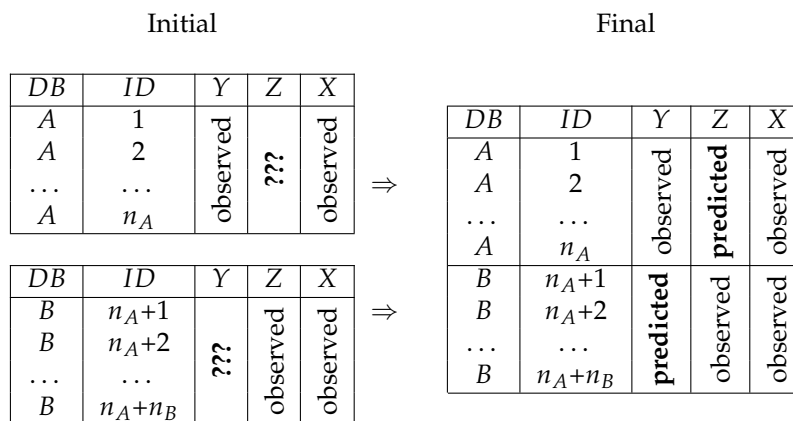 Initial
DB ID Y Z X
A 1
A 2
... ...
A n_A
observed
???
observed
⇒
DB ID Y Z X
B n_A+1
B n_A+2
... ...
B n_A+n_B
???
observed
observed
⇒
Final
DB ID Y Z X
A 1
A 2
... ...
A n_A
observed
predicted
observed
B n_A+1
B n_A+2
... ...
B n_A+n_B
predicted
observed
observed